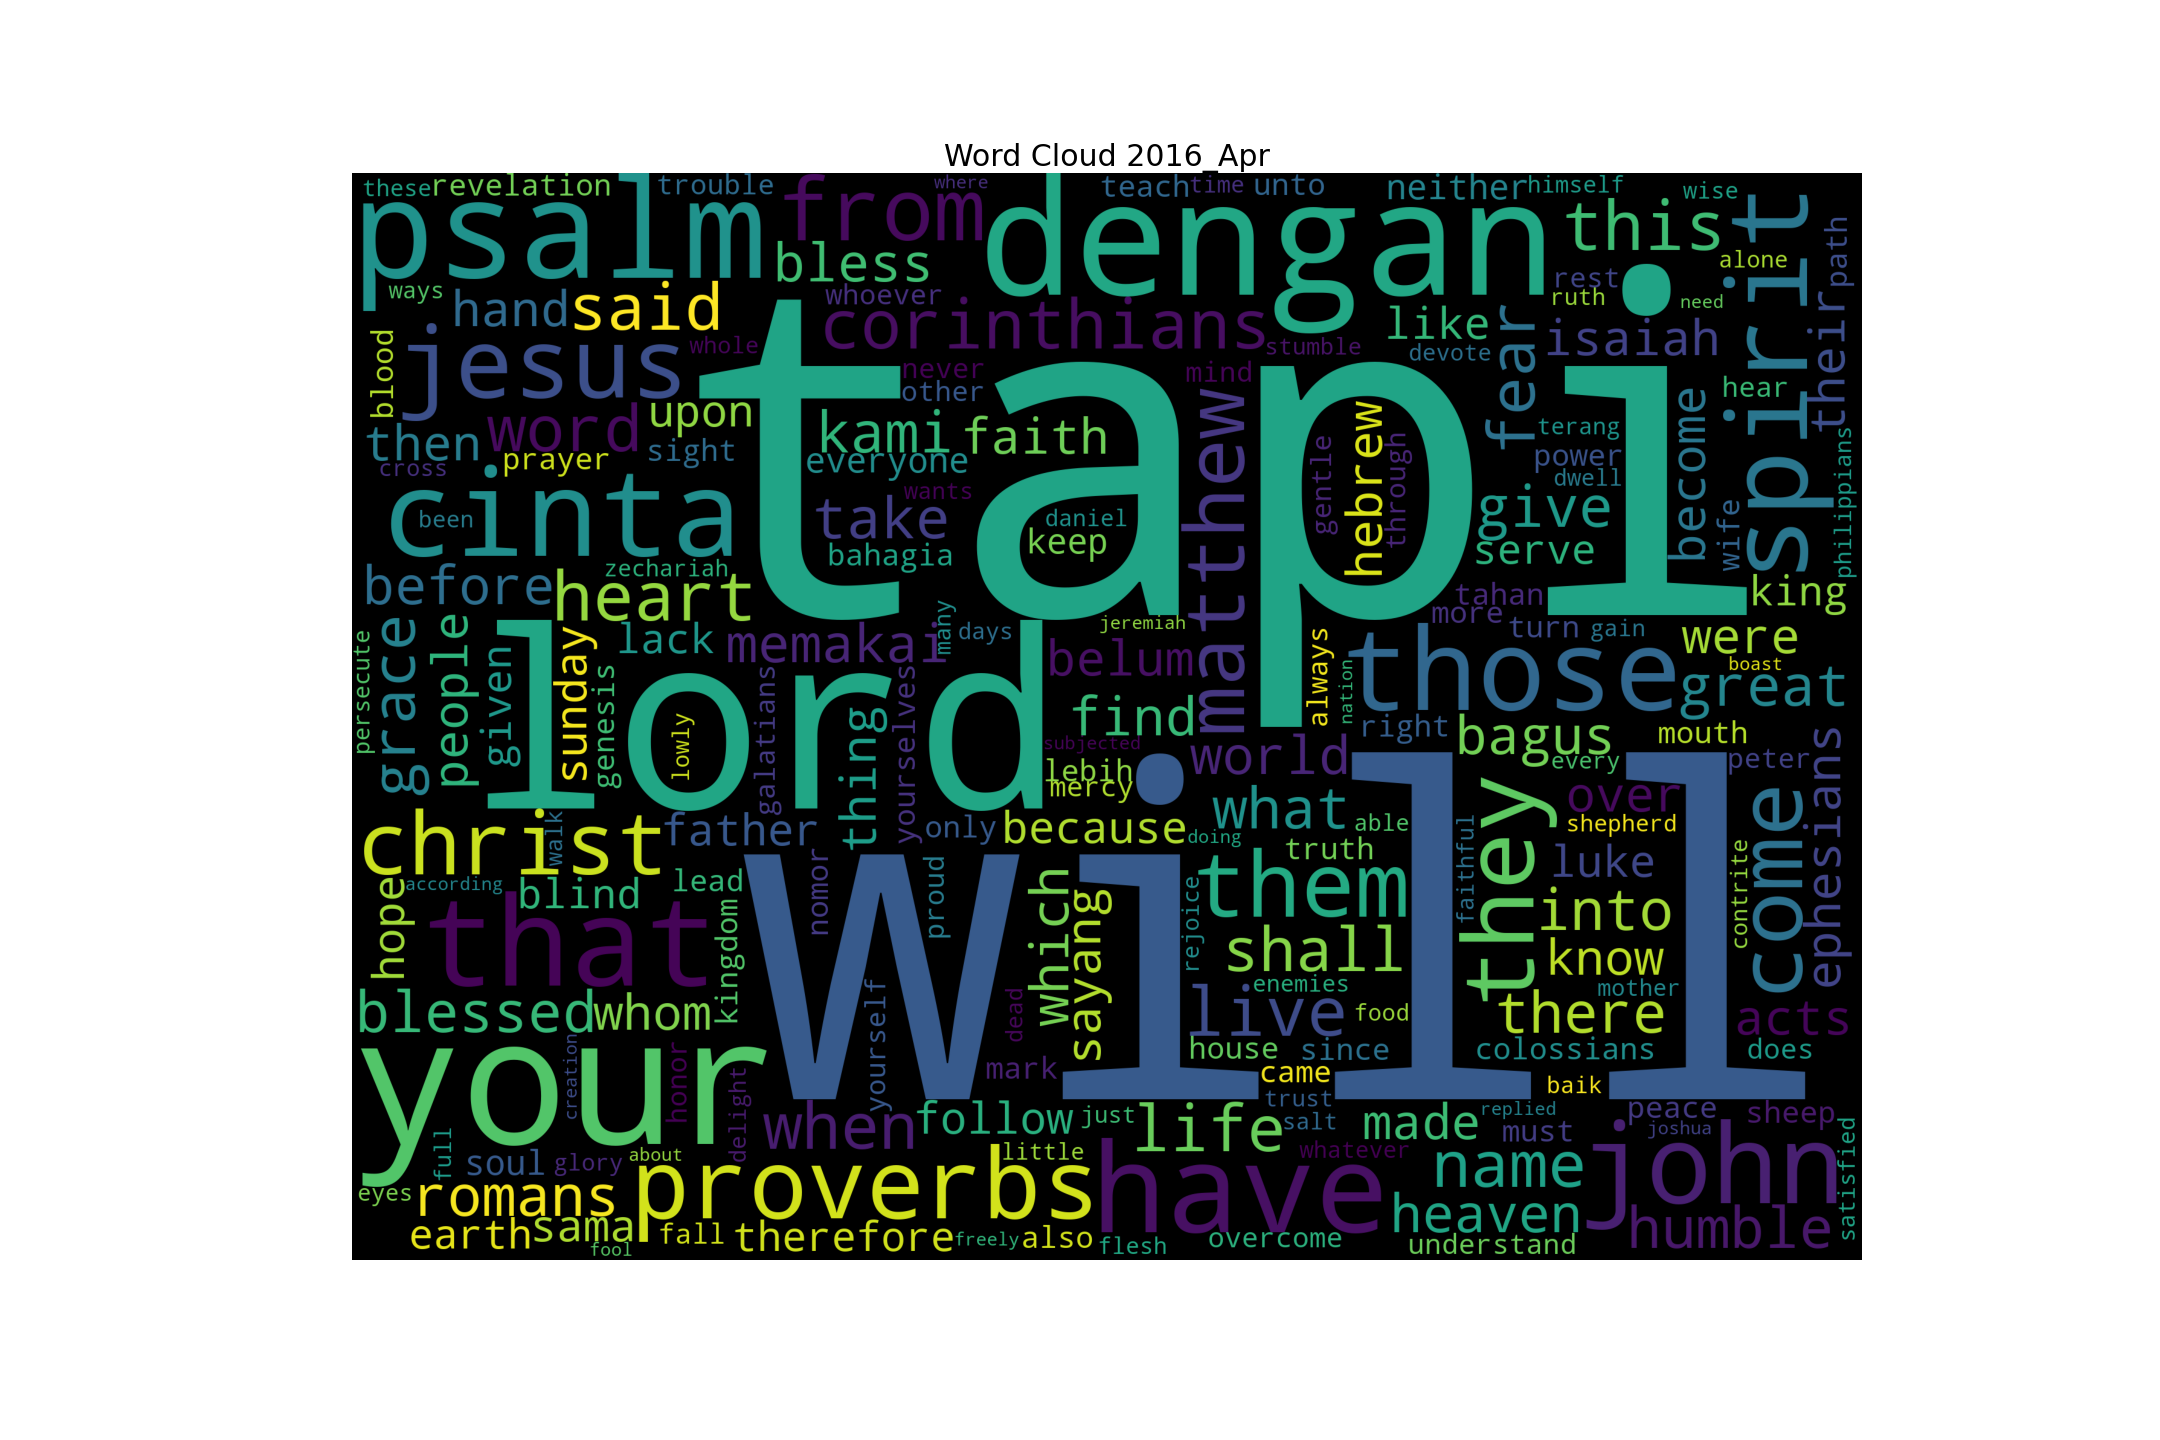 Word Cloud 2016_Apr
these revelation trouble from where teach time unto neither himself wise
psalm dengan this spirit
bless alone path
ways hand said whoever corinthians rest ruth need
like isaiah their
jesus whole stumble devote fear
blood never other mind hear
word upon kami faith matthew hebrew become
then prayer sight everyone terang power
cross gentle through dwell
cinta been take wants daniel keep give wife philippians
bahagia serve
before zechariah heart tapi king
tahan more
grace people given sunday genesis lack memakai many days jeremiah turn gain were
persecute belum always nation those boast great
lord lowly galatians yourselves find right bagus mouth
thing subjected world every peter
lebih mercy over ephesians
christ walk father only because doing what able they shepherd come
truth luke
according blind lead nomor proud them faithful contrite
hope that kingdom which sayang rejoice shall into know
will enemies mother
blessed whom yourself dead live food there acts
your creation honor house since colossians does
mark came baik
delight trust
when follow just life salt made replied peace sheep
must joshua
full soul glory about little whatever name john satisfied
eyes romans proverbs have heaven
earth sama fall therefore freely also flesh overcome understand humble
fool